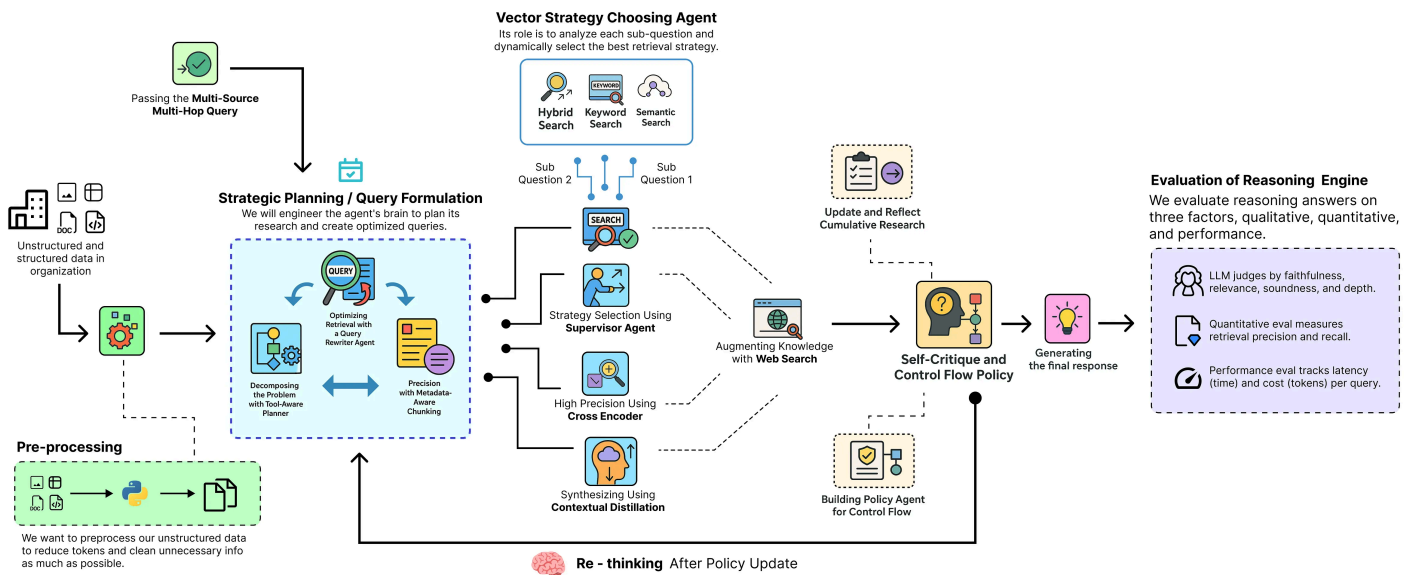 Vector Strategy Choosing Agent
Its role is to analyze each sub-question and
dynamically select the best retrieval strategy.
KEYWORD
Hybrid
Search
Keyword
Search
Semantic
Search
Sub
Question 2
Sub
Question 1
Passing the Multi-Source
Multi-Hop Query
Unstructured and
structured data in
organization
DOC
Strategic Planning / Query Formulation
We will engineer the agent's brain to plan its
research and create optimized queries.
QUERY
Optimizing
Retrieval with
a Query
Rewriter Agent
Decomposing
the Problem
with Tool-Aware
Planner
Precision
with Metadata-
Aware
Chunking
Pre-processing
DOC
We want to preprocess our unstructured data
to reduce tokens and clean unnecessary info
as much as possible.
SEARCH
Strategy Selection Using
Supervisor Agent
High Precision Using
Cross Encoder
Synthesizing Using
Contextual Distillation
Augmenting Knowledge
with Web Search
Update and Reflect
Cumulative Research
?
Self-Critique and
Control Flow Policy
Building Policy Agent
for Control Flow
Generating
the final response
Re - thinking After Policy Update
Evaluation of Reasoning Engine
We evaluate reasoning answers on
three factors, qualitative, quantitative,
and performance.
LLM judges by faithfulness,
relevance, soundness, and depth.
Quantitative eval measures
retrieval precision and recall.
Performance eval tracks latency
(time) and cost (tokens) per query.